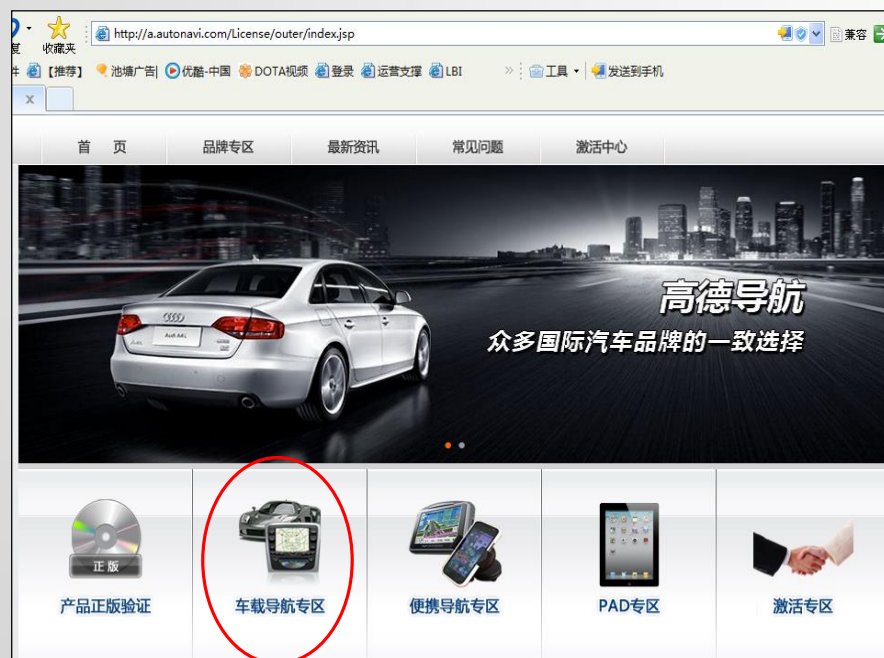 收藏夹
http://a.autonavi.com/License/outer/index.jsp
兼容
【推荐】 池塘广告| 优酷-中国 DOTA视频 登录 运营支撑 LBI » 工具 发送到手机
x
首 页 品牌专区 最新资讯 常见问题 激活中心
高德导航
众多国际汽车品牌的一致选择
正版
产品正版验证 车载导航专区 便携导航专区 PAD专区 激活专区